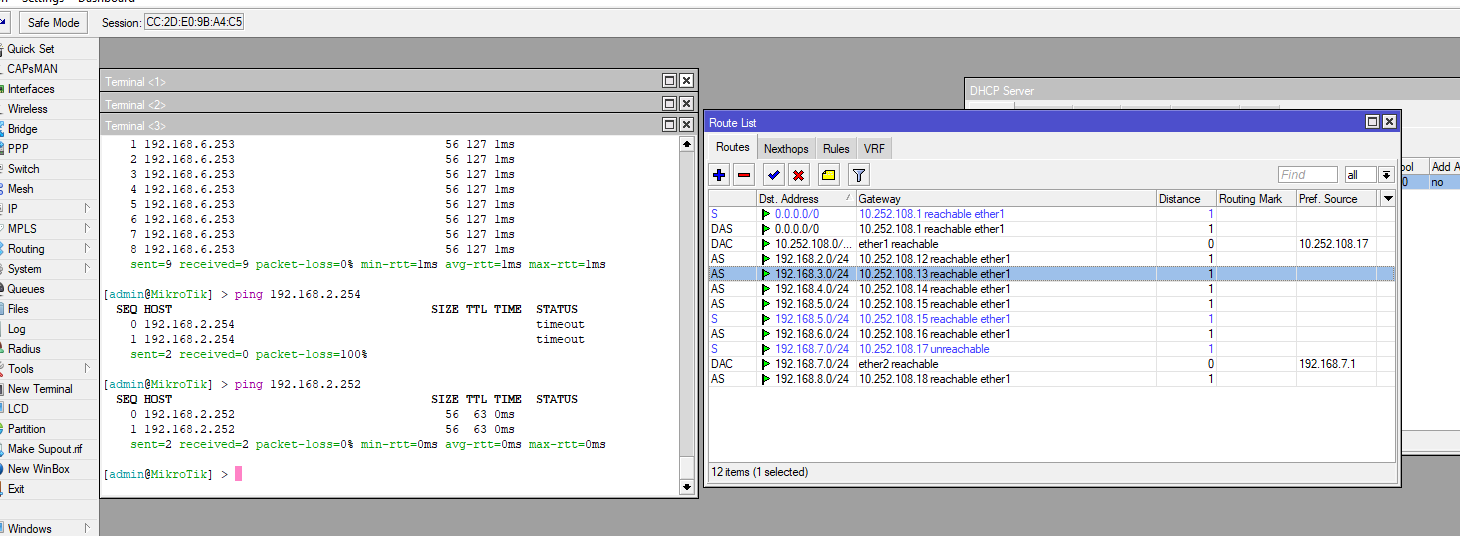 Settings Dashboard
Safe Mode Session: CC:2D:E0:9B:A4:C5
Quick Set
CAPsMAN
Interfaces
Wireless
Bridge
PPP
Switch
Mesh
IP
MPLS
Routing
System
Queues
Files
Log
Radius
Tools
New Terminal
LCD
Partition
Make Supout.rif
New WinBox
Exit
Windows
Terminal <1>
Terminal <2>
Terminal <3>
1 192.168.6.253 56 127 1ms
2 192.168.6.253 56 127 1ms
3 192.168.6.253 56 127 1ms
4 192.168.6.253 56 127 1ms
5 192.168.6.253 56 127 1ms
6 192.168.6.253 56 127 1ms
7 192.168.6.253 56 127 1ms
8 192.168.6.253 56 127 1ms
sent=9 received=9 packet-loss=0% min-rtt=1ms avg-rtt=1ms max-rtt=1ms
[admin@MikroTik] > ping 192.168.2.254
SEQ HOST SIZE TTL TIME STATUS
0 192.168.2.254 timeout
1 192.168.2.254 timeout
sent=2 received=0 packet-loss=100%
[admin@MikroTik] > ping 192.168.2.252
SEQ HOST SIZE TTL TIME STATUS
0 192.168.2.252 56 63 0ms
1 192.168.2.252 56 63 0ms
sent=2 received=2 packet-loss=0% min-rtt=0ms avg-rtt=0ms max-rtt=0ms
[admin@MikroTik] >
DHCP Server
Add A
0 no
Route List
Routes Nexthops Rules VRF
Find all
Dst. Address Gateway Distance Routing Mark Pref. Source
S 0.0.0.0/0 10.252.108.1 reachable ether1 1
DAS 0.0.0.0/0 10.252.108.1 reachable ether1 1
DAC 10.252.108.0/... ether1 reachable 0 10.252.108.17
AS 192.168.2.0/24 10.252.108.12 reachable ether1 1
AS 192.168.3.0/24 10.252.108.13 reachable ether1 1
AS 192.168.4.0/24 10.252.108.14 reachable ether1 1
AS 192.168.5.0/24 10.252.108.15 reachable ether1 1
S 192.168.5.0/24 10.252.108.15 reachable ether1 1
AS 192.168.6.0/24 10.252.108.16 reachable ether1 1
S 192.168.7.0/24 10.252.108.17 unreachable 1
DAC 192.168.7.0/24 ether2 reachable 0 192.168.7.1
AS 192.168.8.0/24 10.252.108.18 reachable ether1 1
12 items (1 selected)